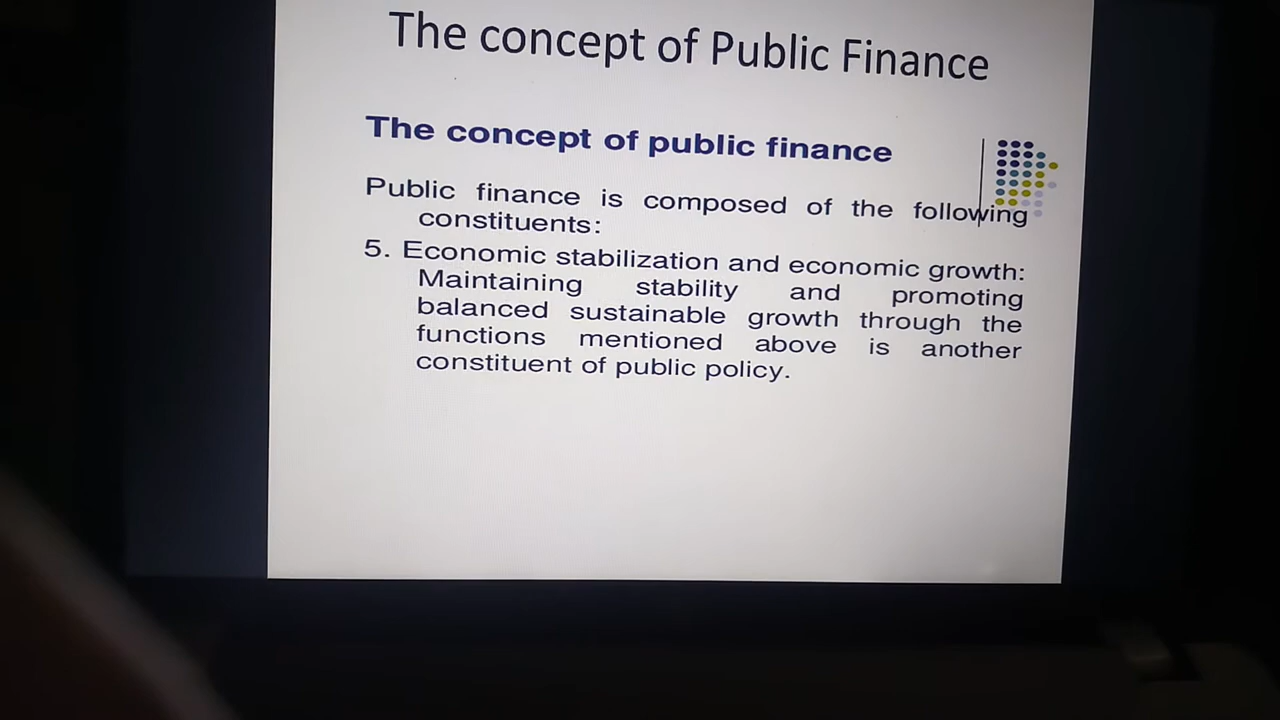 The concept of Public Finance
The concept of public finance
Public finance is composed of the following
constituents:
5. Economic stabilization and economic growth:
Maintaining stability and promoting
balanced sustainable growth through the
functions mentioned above is another
constituent of public policy.